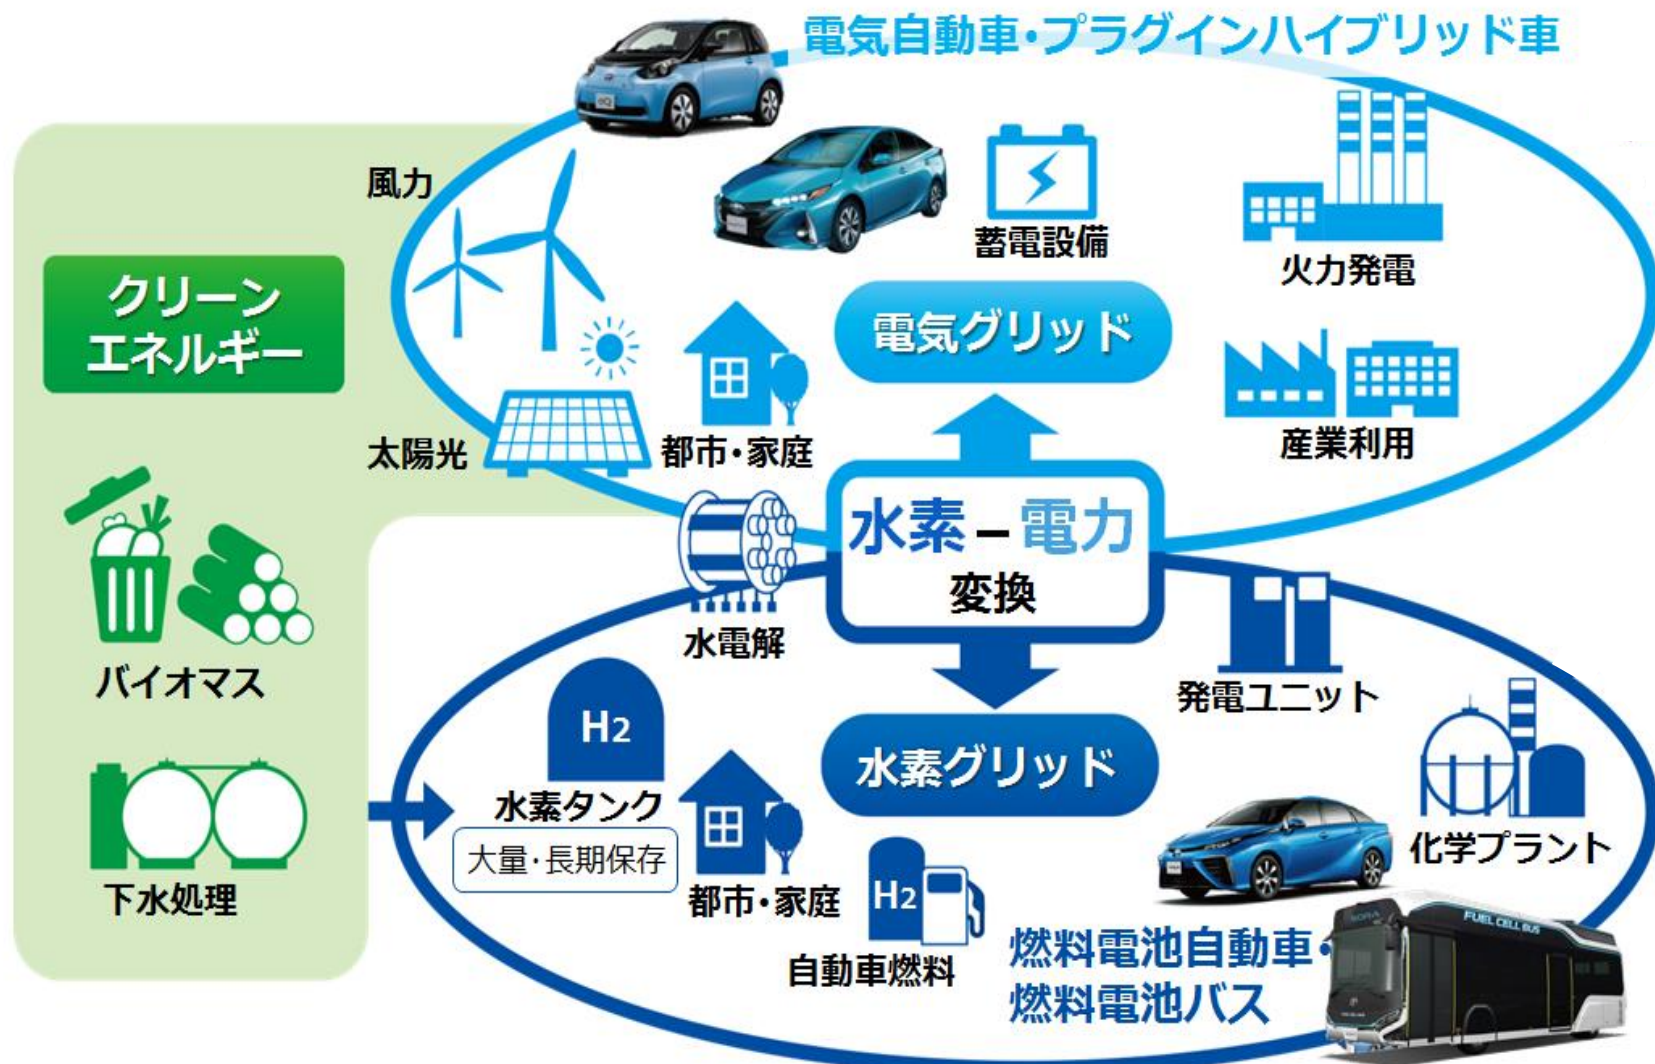 電気自動車・プラグインハイブリッド車
風力
蓄電設備
火力発電
クリーン
エネルギー
電気グリッド
太陽光
都市・家庭
産業利用
水素－電力
変換
水電解
バイオマス
発電ユニット
H2
水素グリッド
水素タンク
大量・長期保存
化学プラント
下水処理
都市・家庭
H2
自動車燃料
燃料電池自動車・
燃料電池バス
SORA
FUEL CELL BUS